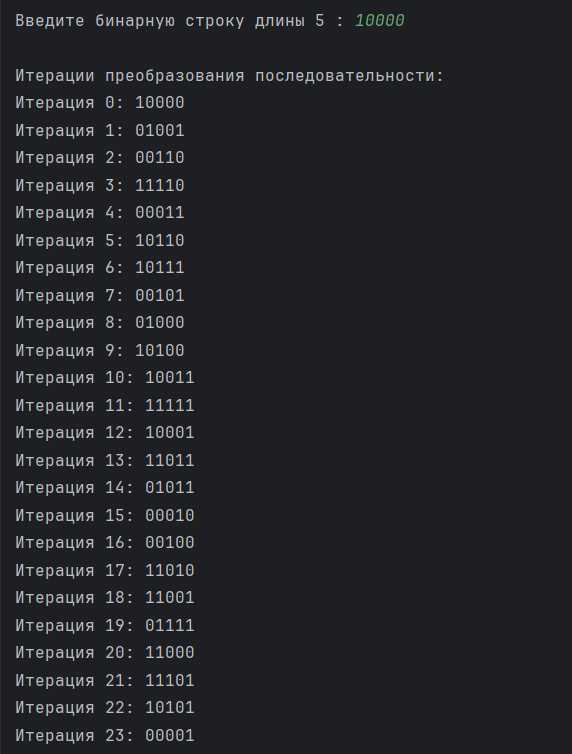 Введите бинарную строку длины 5 : 10000
Итерации преобразования последовательности:
Итерация 0: 10000
Итерация 1: 01001
Итерация 2: 00110
Итерация 3: 11110
Итерация 4: 00011
Итерация 5: 10110
Итерация 6: 10111
Итерация 7: 00101
Итерация 8: 01000
Итерация 9: 10100
Итерация 10: 10011
Итерация 11: 11111
Итерация 12: 10001
Итерация 13: 11011
Итерация 14: 01011
Итерация 15: 00010
Итерация 16: 00100
Итерация 17: 11010
Итерация 18: 11001
Итерация 19: 01111
Итерация 20: 11000
Итерация 21: 11101
Итерация 22: 10101
Итерация 23: 00001